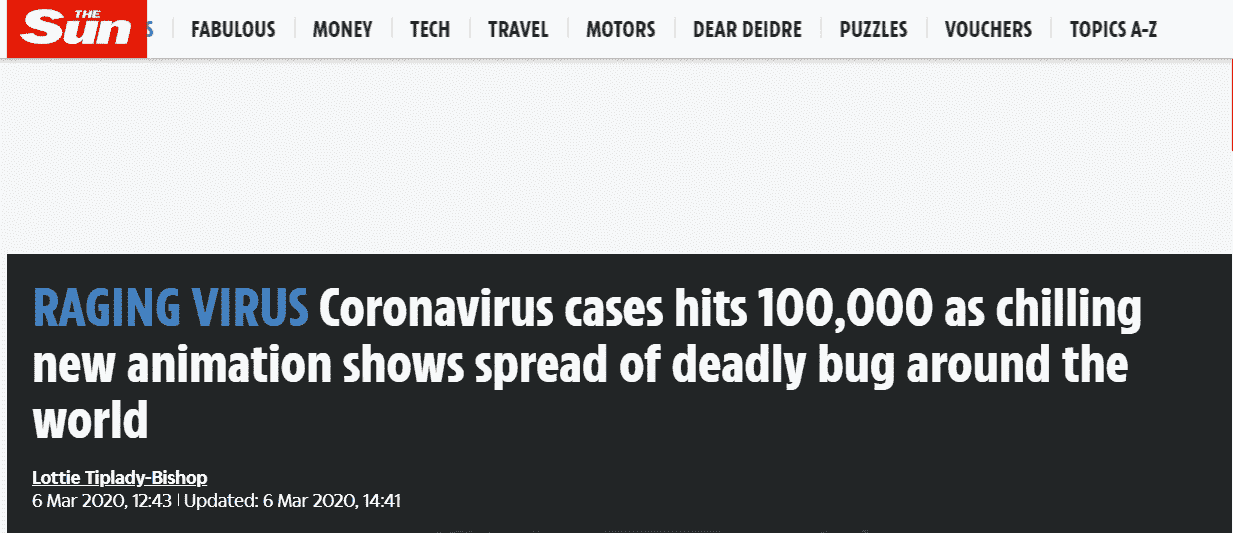 THE
Sun
S FABULOUS MONEY TECH TRAVEL MOTORS DEAR DEIDRE PUZZLES VOUCHERS TOPICS A-Z
RAGING VIRUS Coronavirus cases hits 100,000 as chilling
new animation shows spread of deadly bug around the
world
Lottie Tiplady-Bishop
6 Mar 2020, 12:43 | Updated: 6 Mar 2020, 14:41